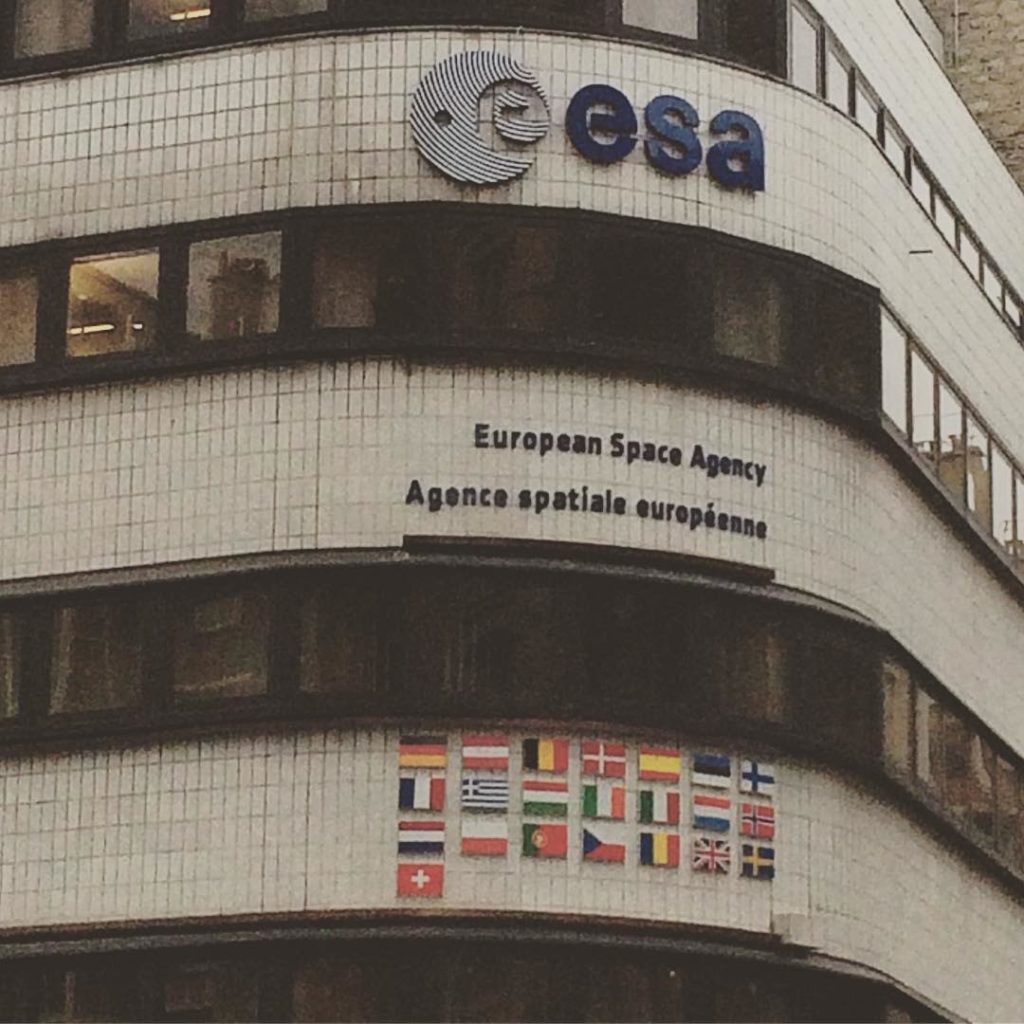 esa
European Space Agency
Agence spatiale européenne